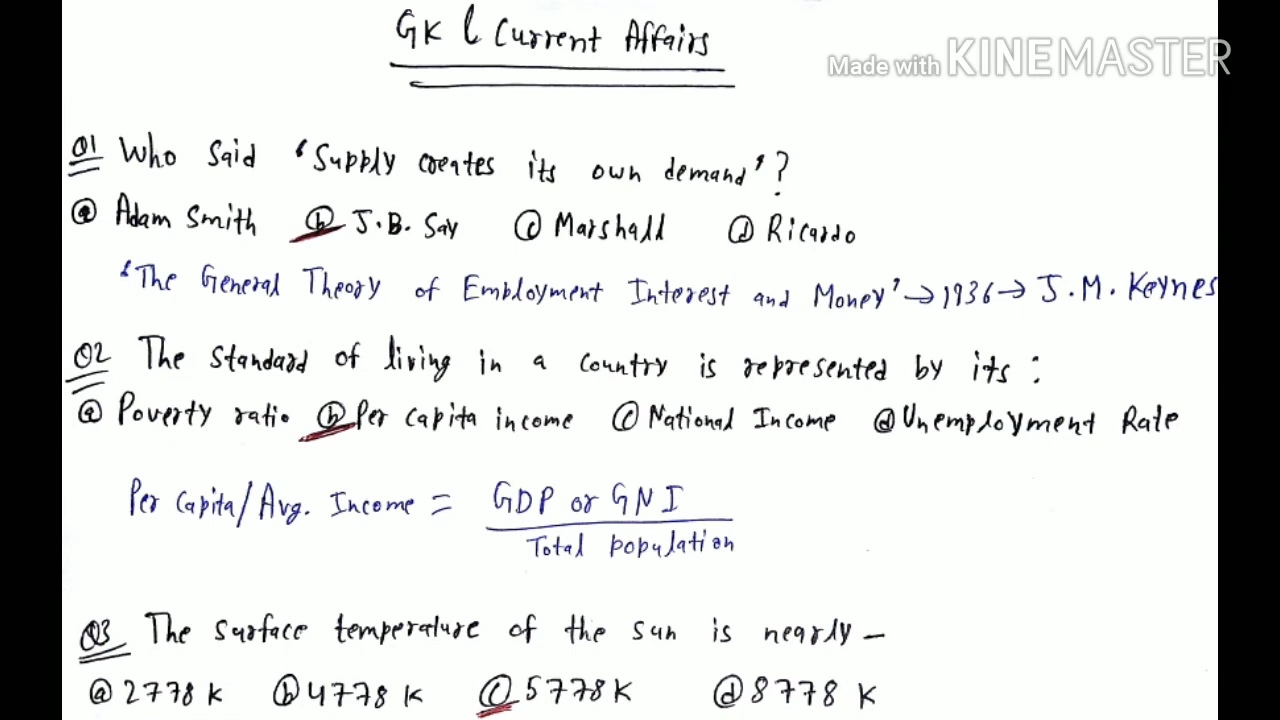 GK & Current Affairs
Made with KINEMASTER
Q1 Who said 'Supply creates its own demand'?
ⓐ Adam Smith ⓑ J.B. Say ⓒ Marshall ⓓ Ricardo
'The General Theory of Employment Interest and Money' → 1936 → J.M. Keynes
Q2 The standard of living in a country is represented by its:
ⓐ Poverty ratio ⓑ Per capita income ⓒ National Income ⓓ Unemployment Rate
Per Capita/Avg. Income = GDP or GNI
Total population
Q3 The surface temperature of the sun is nearly –
ⓐ 2778 K ⓑ 4778 K ⓒ 5778 K ⓓ 8778 K